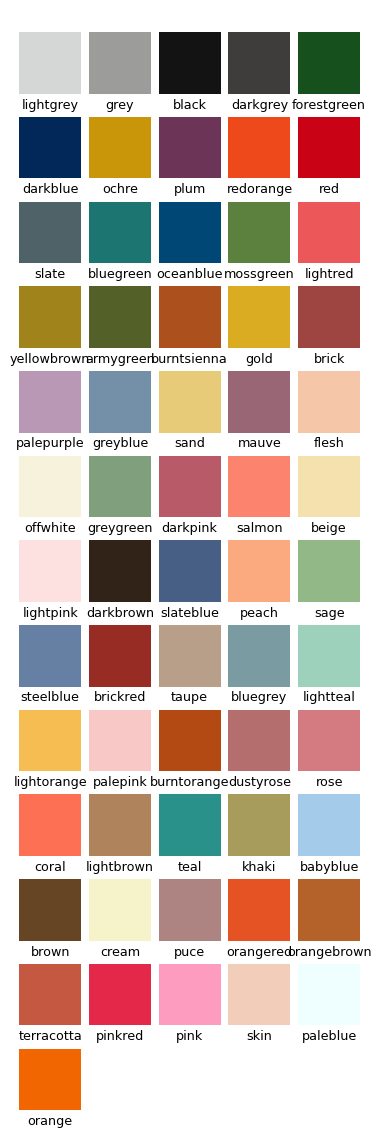 lightgrey grey black darkgrey forestgreen
darkblue ochre plum redorange red
slate bluegreen oceanblue mossgreen lightred
yellowbrown armygreen burntsienna gold brick
palepurple greyblue sand mauve flesh
offwhite greygreen darkpink salmon beige
lightpink darkbrown slateblue peach sage
steelblue brickred taupe bluegrey lightteal
lightorange palepink burntorange dustyrose rose
coral lightbrown teal khaki babyblue
brown cream puce orangered orangebrown
terracotta pinkred pink skin paleblue
orange